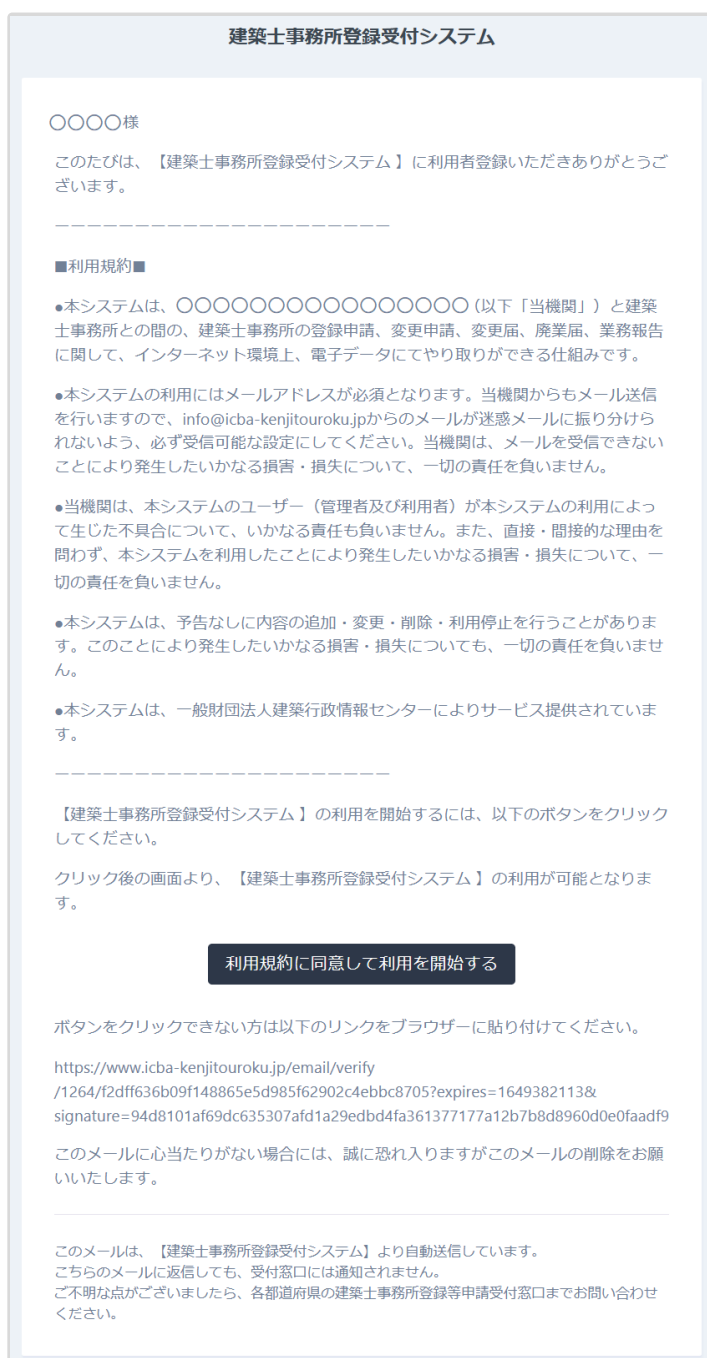 建築士事務所登録受付システム
〇〇〇〇様
このたびは、【建築士事務所登録受付システム 】に利用者登録いただきありがとうご
ざいます。
ーーーーーーーーーーーーーーーーーーーーー
■利用規約■
●本システムは、〇〇〇〇〇〇〇〇〇〇〇〇〇〇〇〇(以下「当機関」）と建築
士事務所との間の、建築士事務所の登録申請、変更申請、変更届、廃業届、業務報告
に関して、インターネット環境上、電子データにてやり取りができる仕組みです。
●本システムの利用にはメールアドレスが必須となります。当機関からもメール送信
を行いますので、info@icba-kenjitouroku.jpからのメールが迷惑メールに振り分けら
れないよう、必ず受信可能な設定にしてください。当機関は、メールを受信できない
ことにより発生したいかなる損害・損失について、一切の責任を負いません。
●当機関は、本システムのユーザー（管理者及び利用者）が本システムの利用によっ
て生じた不具合について、いかなる責任も負いません。また、直接・間接的な理由を
問わず、本システムを利用したことにより発生したいかなる損害・損失について、一
切の責任を負いません。
●本システムは、予告なしに内容の追加・変更・削除・利用停止を行うことがありま
す。このことにより発生したいかなる損害・損失についても、一切の責任を負いませ
ん。
●本システムは、一般財団法人建築行政情報センターによりサービス提供されていま
す。
ーーーーーーーーーーーーーーーーーーーーー
【建築士事務所登録受付システム 】の利用を開始するには、以下のボタンをクリック
してください。
クリック後の画面より、【建築士事務所登録受付システム 】の利用が可能となりま
す。
利用規約に同意して利用を開始する
ボタンをクリックできない方は以下のリンクをブラウザーに貼り付けてください。
https://www.icba-kenjitouroku.jp/email/verify
/1264/f2dff636b09f148865e5d985f62902c4ebbc8705?expires=1649382113&
signature=94d8101af69dc635307afd1a29edbd4fa361377177a12b7b8d8960d0e0faadf9
このメールに心当たりがない場合には、誠に恐れ入りますがこのメールの削除をお願
いいたします。
このメールは、【建築士事務所登録受付システム】より自動送信しています。
こちらのメールに返信しても、受付窓口には通知されません。
ご不明な点がございましたら、各都道府県の建築士事務所登録等申請受付窓口までお問い合わせ
ください。